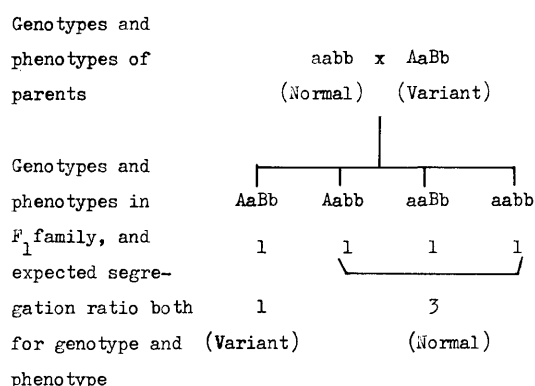 Genotypes and
phenotypes of
parents
aabb x AaBb
(Normal) (Variant)
Genotypes and
phenotypes in
F1 family, and
expected segre-
gation ratio both
for genotype and
phenotype
AaBb Aabb aaBb aabb
1 1 1 1
1 3
(Variant) (Normal)